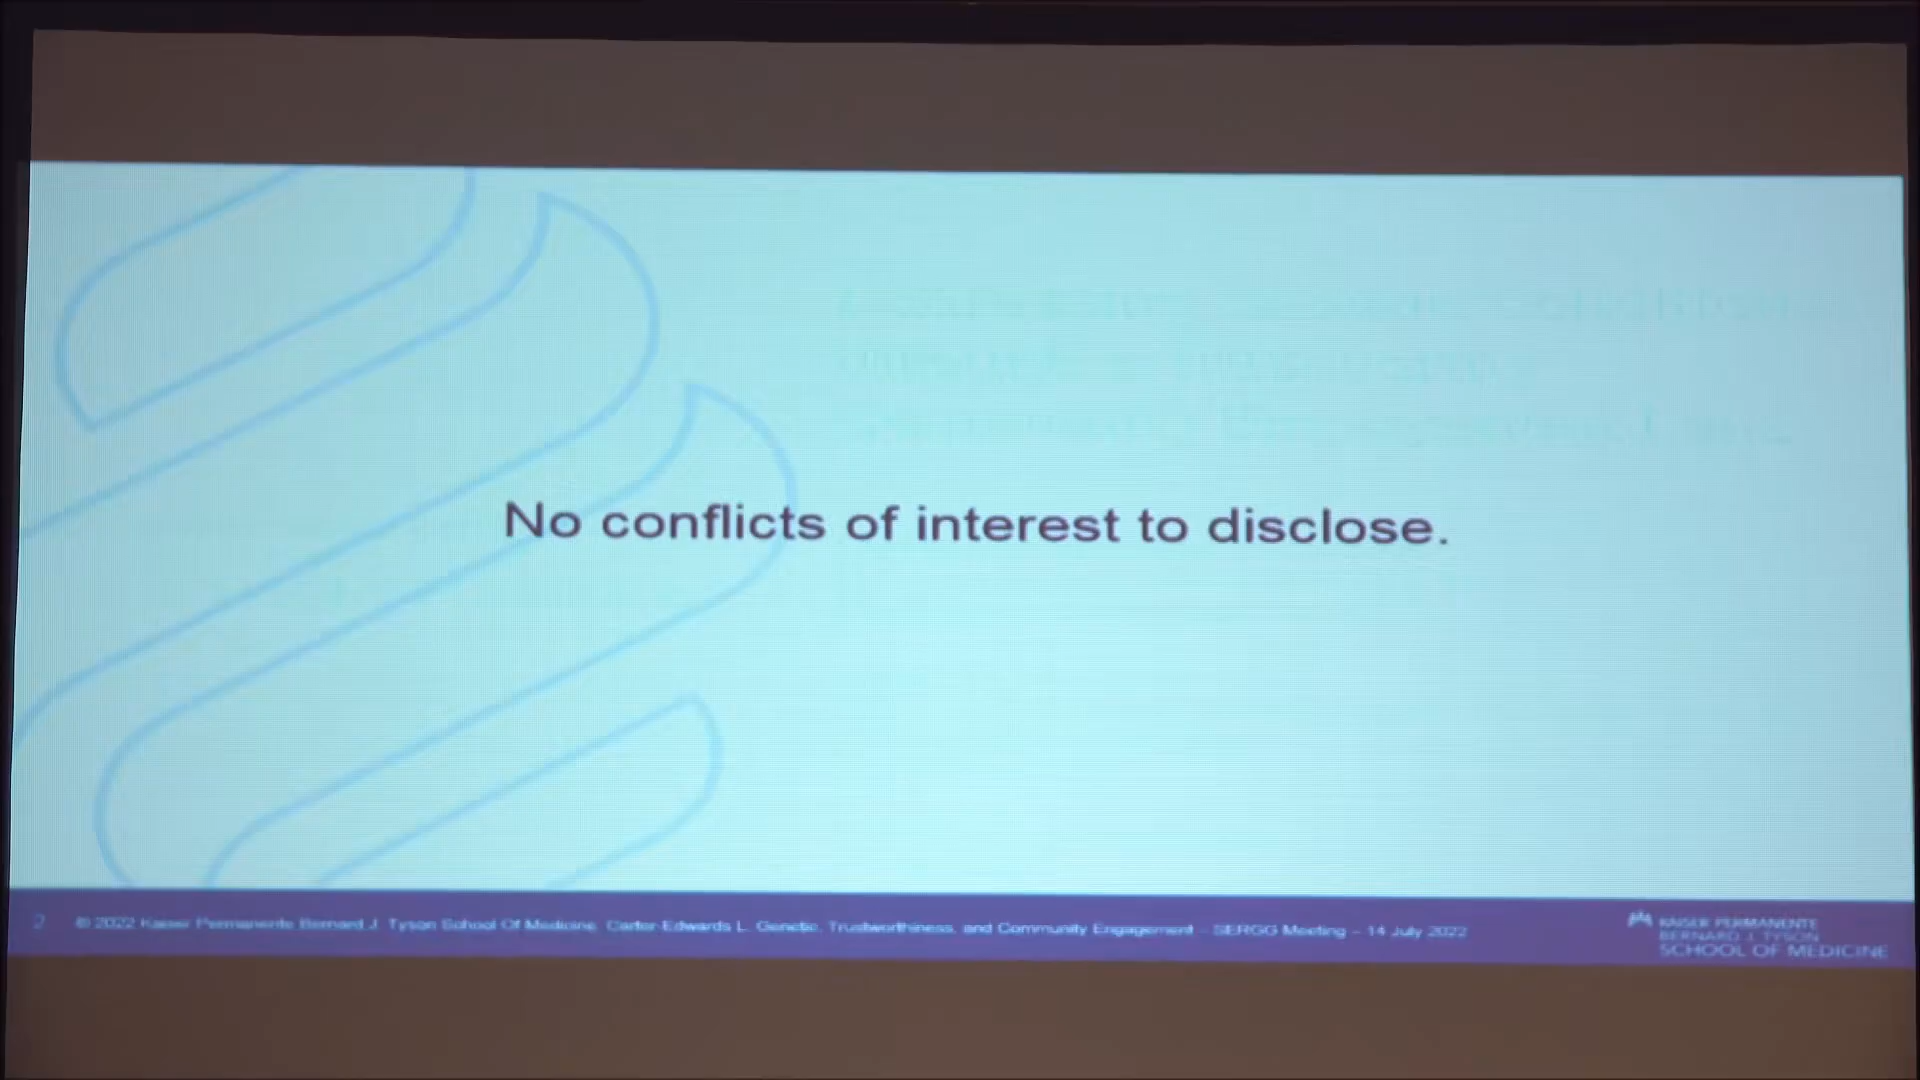 No conflicts of interest to disclose.
2 © 2022 Kaiser Permanente Bernard J. Tyson School Of Medicine. Carter-Edwards L. Genetic, Trustworthiness, and Community Engagement - SERGG Meeting – 14 July 2022
KAISER PERMANENTE
BERNARD J. TYSON
SCHOOL OF MEDICINE